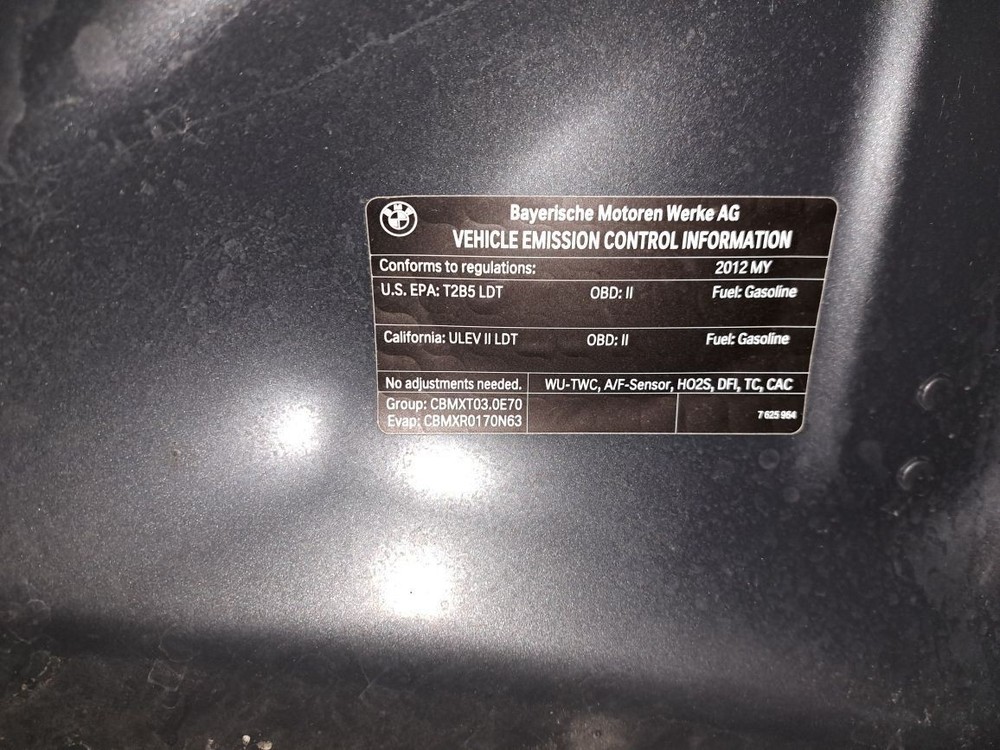 Bayerische Motoren Werke AG
VEHICLE EMISSION CONTROL INFORMATION
Conforms to regulations: 2012 MY
U.S. EPA: T2B5 LDT OBD: II Fuel: Gasoline
California: ULEV II LDT OBD: II Fuel: Gasoline
No adjustments needed. WU-TWC, A/F-Sensor, HO2S, DFI, TC, CAC
Group: CBMXT03.0E70
Evap: CBMXR0170N63
7 625 964